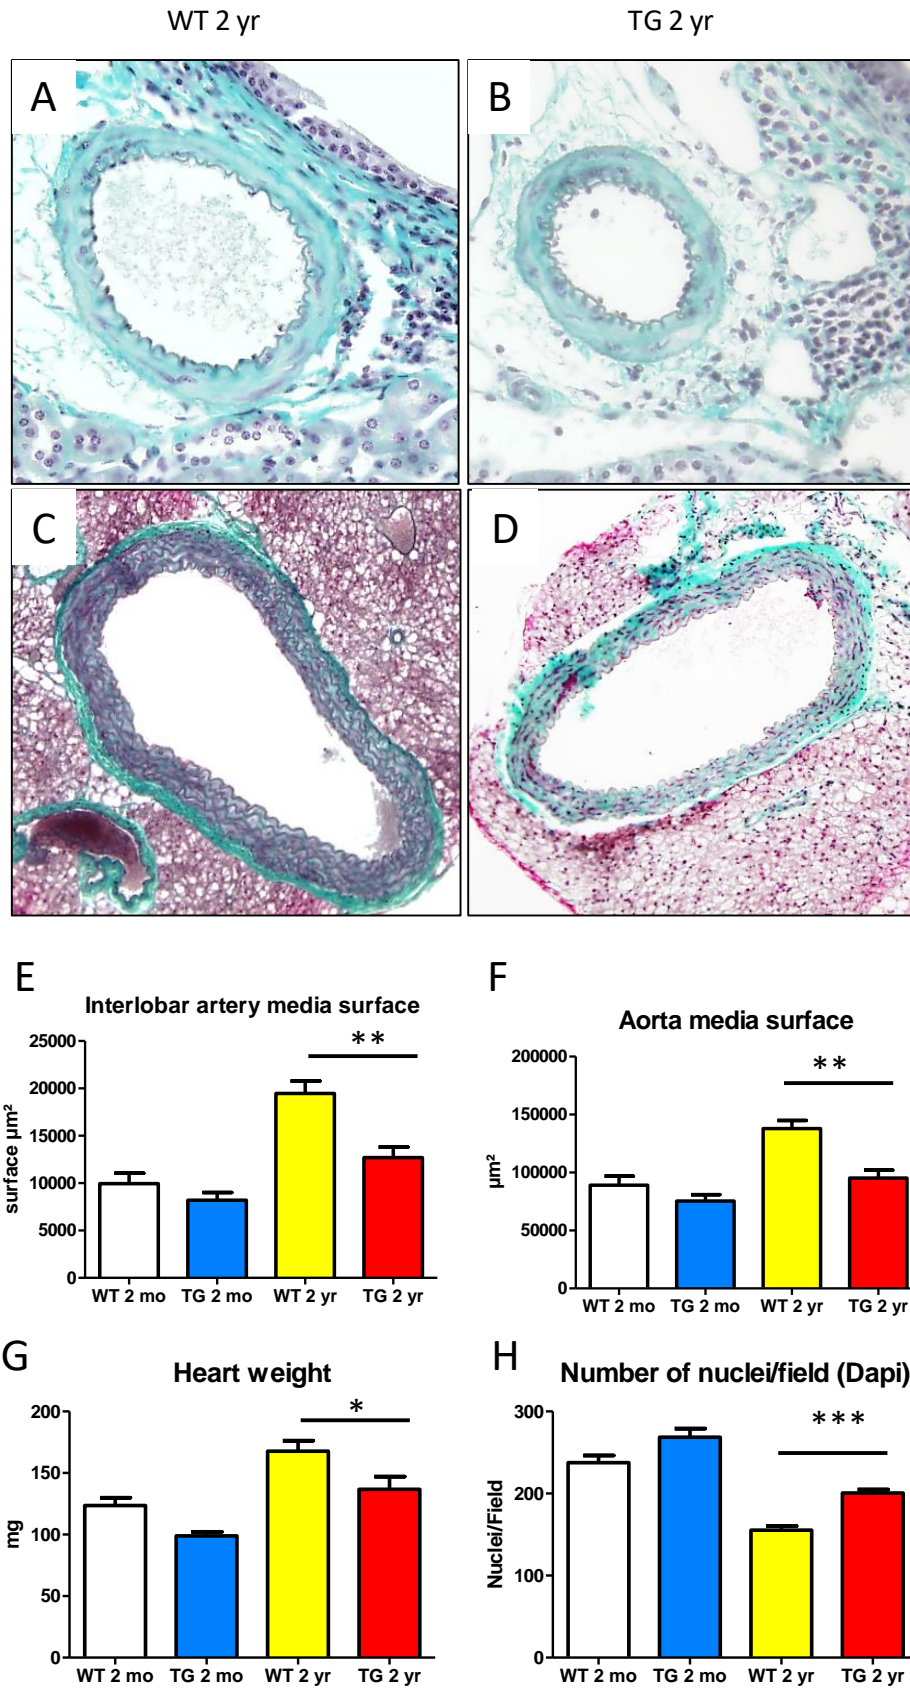 WT 2 yr
TG 2 yr
A
B
C
D
E
Interlobar artery media surface
25000
20000
15000
10000
5000
0
surface µm²
**
WT 2 mo
TG 2 mo
WT 2 yr
TG 2 yr
F
Aorta media surface
200000
150000
100000
50000
0
µm²
**
WT 2 mo
TG 2 mo
WT 2 yr
TG 2 yr
G
Heart weight
200
150
100
50
0
mg
*
WT 2 mo
TG 2 mo
WT 2 yr
TG 2 yr
H
Number of nuclei/field (Dapi)
300
200
100
0
Nuclei/Field
***
WT 2 mo
TG 2 mo
WT 2 yr
TG 2 yr